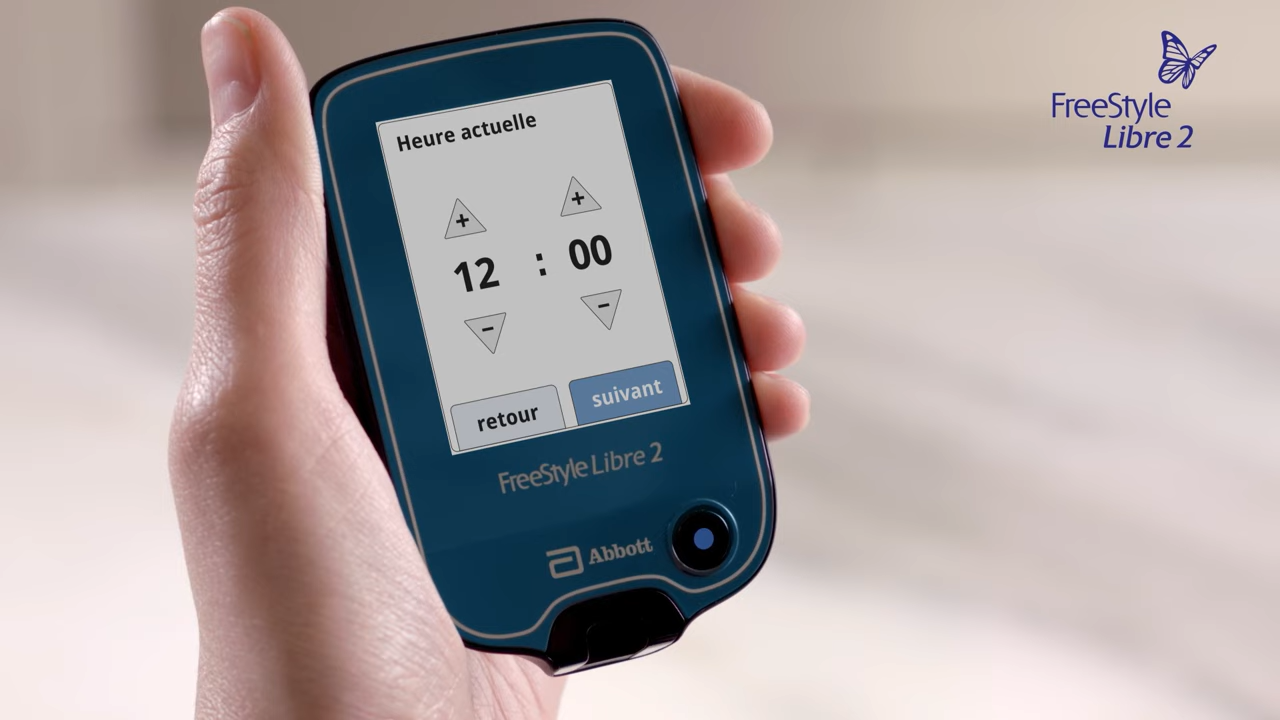 Heure actuelle
+ +
12 : 00
- -
retour suivant
FreeStyle Libre 2
Abbott
FreeStyle
Libre 2